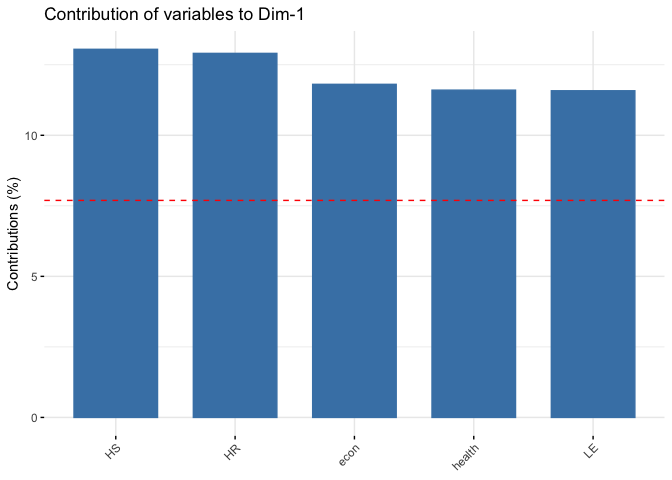 Contribution of variables to Dim-1
Contributions (%)
10
5
0
HS
HR
econ
health
LE